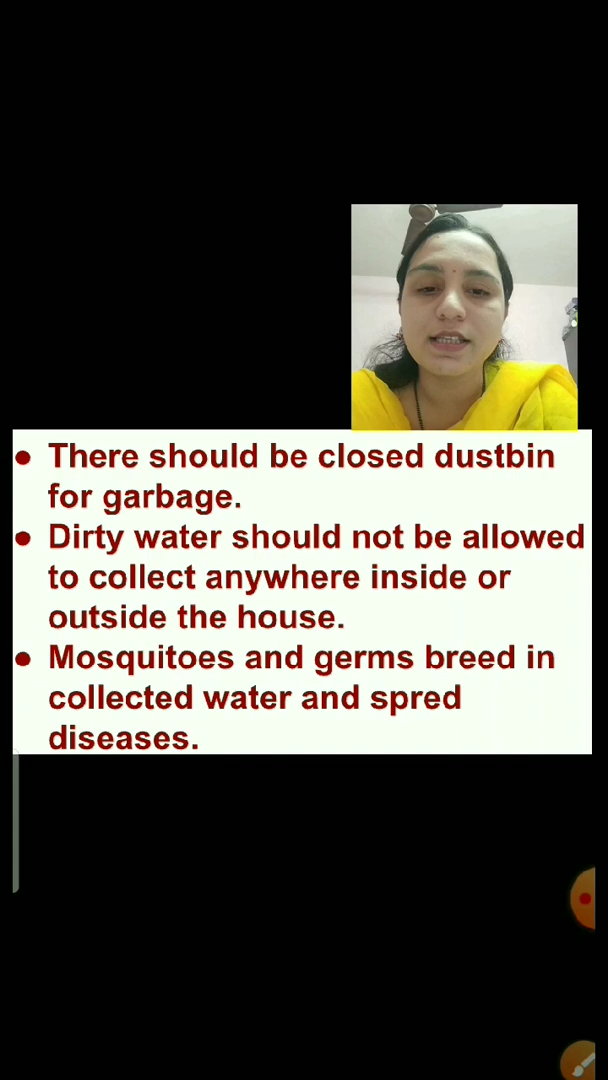 ● There should be closed dustbin
for garbage.
● Dirty water should not be allowed
to collect anywhere inside or
outside the house.
● Mosquitoes and germs breed in
collected water and spred
diseases.